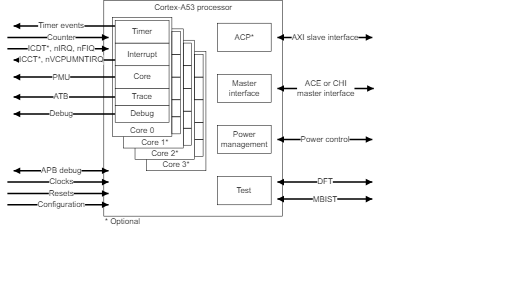 Cortex-A53 processor
Timer events
Counter
ICDT*, nIRQ, nFIQ
ICCT*, nVCPUMNTIRQ
PMU
ATB
Debug
APB debug
Clocks
Resets
Configuration
Timer
Interrupt
Core
Trace
Debug
Core 0
Core 1*
Core 2*
Core 3*
ACP*
Master
interface
Power
management
Test
AXI slave interface
ACE or CHI
master interface
Power control
DFT
MBIST
* Optional